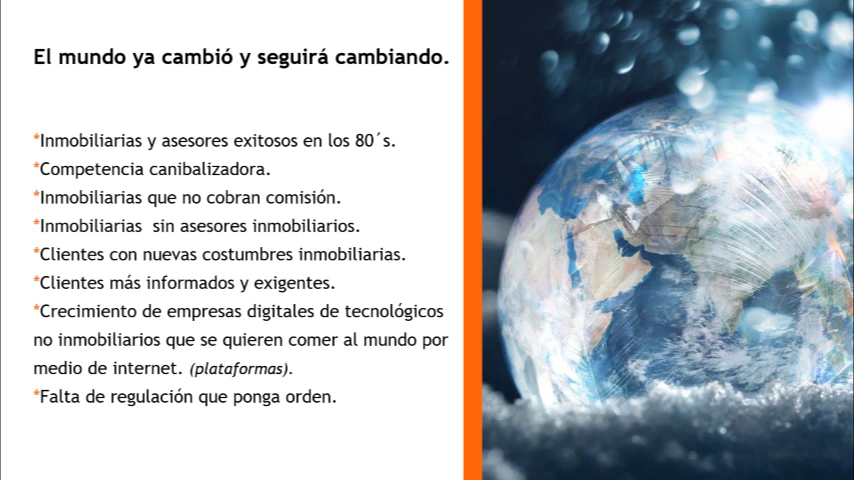 El mundo ya cambió y seguirá cambiando.
*Inmobiliarias y asesores exitosos en los 80´s.
*Competencia canibalizadora.
*Inmobiliarias que no cobran comisión.
*Inmobiliarias  sin asesores inmobiliarios.
*Clientes con nuevas costumbres inmobiliarias.
*Clientes más informados y exigentes.
*Crecimiento de empresas digitales de tecnológicos
no inmobiliarios que se quieren comer al mundo por
medio de internet. (plataformas).
*Falta de regulación que ponga orden.